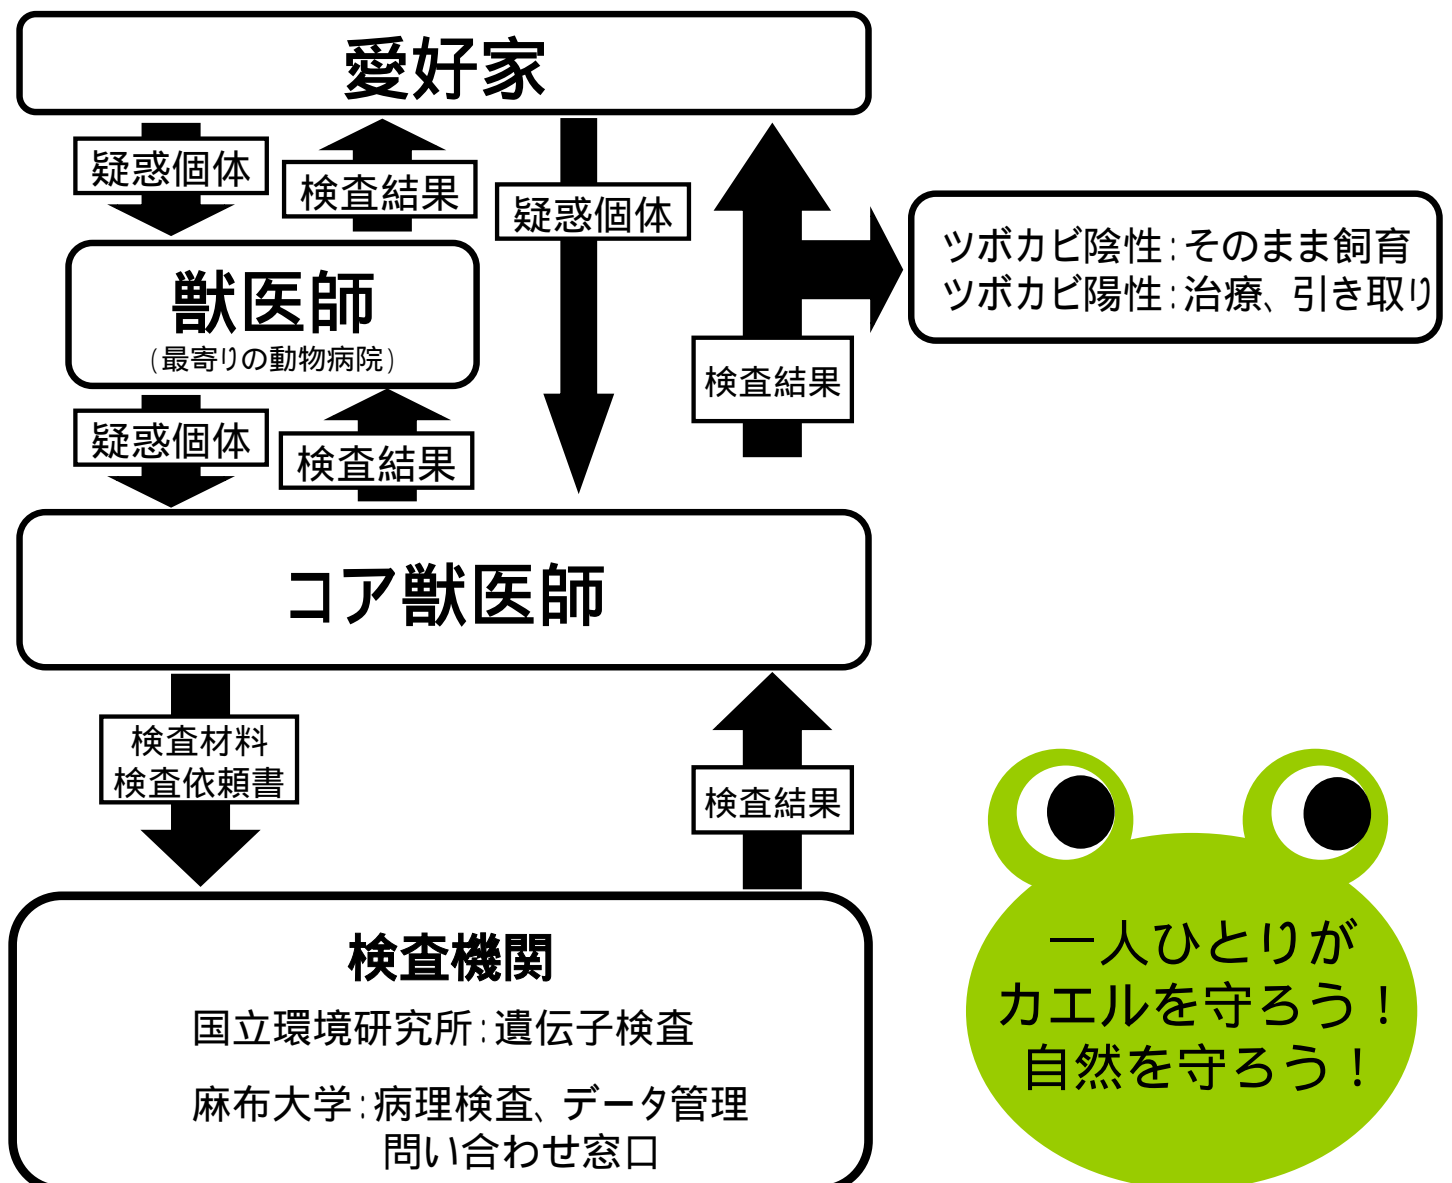 愛好家
疑惑個体
検査結果
疑惑個体
ツボカビ陰性：そのまま飼育
ツボカビ陽性：治療、引き取り
獣医師
（最寄りの動物病院）
検査結果
疑惑個体
検査結果
コア獣医師
検査材料
検査依頼書
検査結果
検査機関
国立環境研究所：遺伝子検査
麻布大学：病理検査、データ管理
問い合わせ窓口
一人ひとりが
カエルを守ろう！
自然を守ろう！